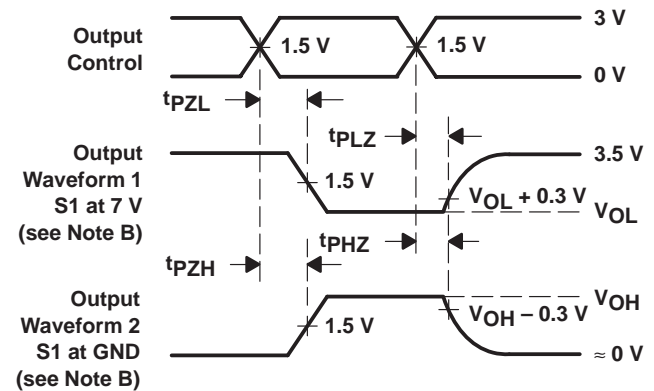 3 V
Output
Control
1.5 V
1.5 V
0 V
tPZL
tPLZ
Output
Waveform 1
S1 at 7 V
(see Note B)
3.5 V
1.5 V
VOL + 0.3 V
VOL
tPHZ
tPZH
Output
Waveform 2
S1 at GND
(see Note B)
VOH
VOH – 0.3 V
1.5 V
≈ 0 V